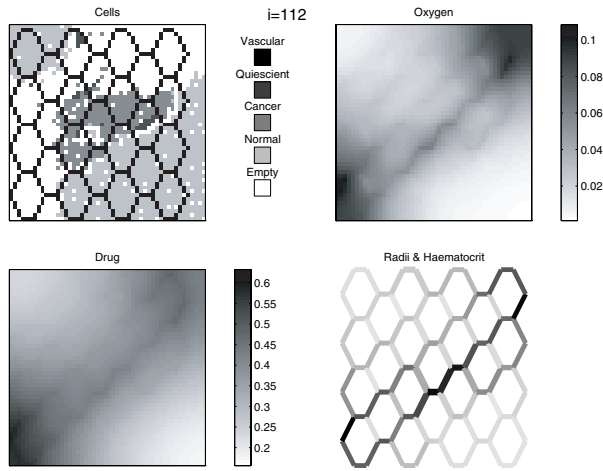 Cells
i=112
Oxygen
Vascular
Quiescient
Cancer
Normal
Empty
0.1
0.08
0.06
0.04
0.02
Drug
Radii & Haematocrit
0.6
0.55
0.5
0.45
0.4
0.35
0.3
0.25
0.2